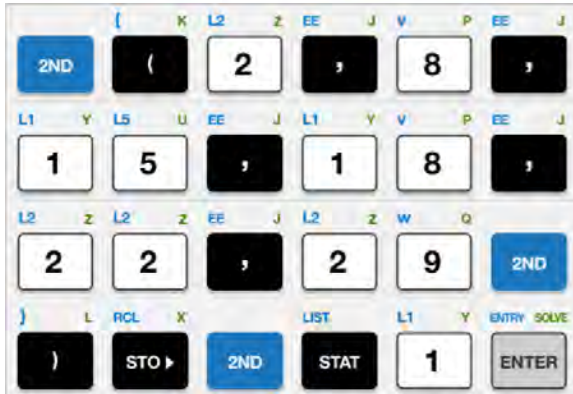 { K L2 Z EE J V P EE J
2ND ( 2 , 8 ,
L1 Y L5 U EE J L1 Y V P EE J
1 5 , 1 8 ,
L2 Z L2 Z EE J L2 Z W Q
2 2 , 2 9 2ND
} L RCL X LIST L1 Y ENTRY SOLVE
) STO ▸ 2ND STAT 1 ENTER